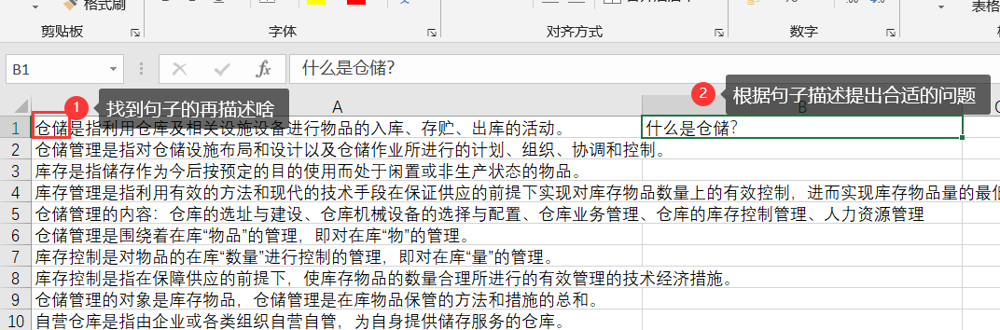 格式刷
剪贴板
字体
对齐方式
数字
表格
B1
fx
什么是仓储?
1 找到句子的再描述啥
2 根据句子描述提出合适的问题
A
B
1 仓储是指利用仓库及相关设施设备进行物品的入库、存贮、出库的活动。 什么是仓储?
2 仓储管理是指对仓储设施布局和设计以及仓储作业所进行的计划、组织、协调和控制。
3 库存是指储存作为今后按预定的目的使用而处于闲置或非生产状态的物品。
4 库存管理是指利用有效的方法和现代的技术手段在保证供应的前提下实现对库存物品数量上的有效控制，进而实现库存物品量的最低
5 仓储管理的内容：仓库的选址与建设、仓库机械设备的选择与配置、仓库业务管理、仓库的库存控制管理、人力资源管理
6 仓储管理是围绕着在库“物品”的管理，即对在库“物”的管理。
7 库存控制是对物品的在库“数量”进行控制的管理，即对在库“量”的管理。
8 库存控制是指在保障供应的前提下，使库存物品的数量合理所进行的有效管理的技术经济措施。
9 仓储管理的对象是库存物品，仓储管理是在库物品保管的方法和措施的总和。
10 自营仓库是指由企业或各类组织自营自管，为自身提供储存服务的仓库。